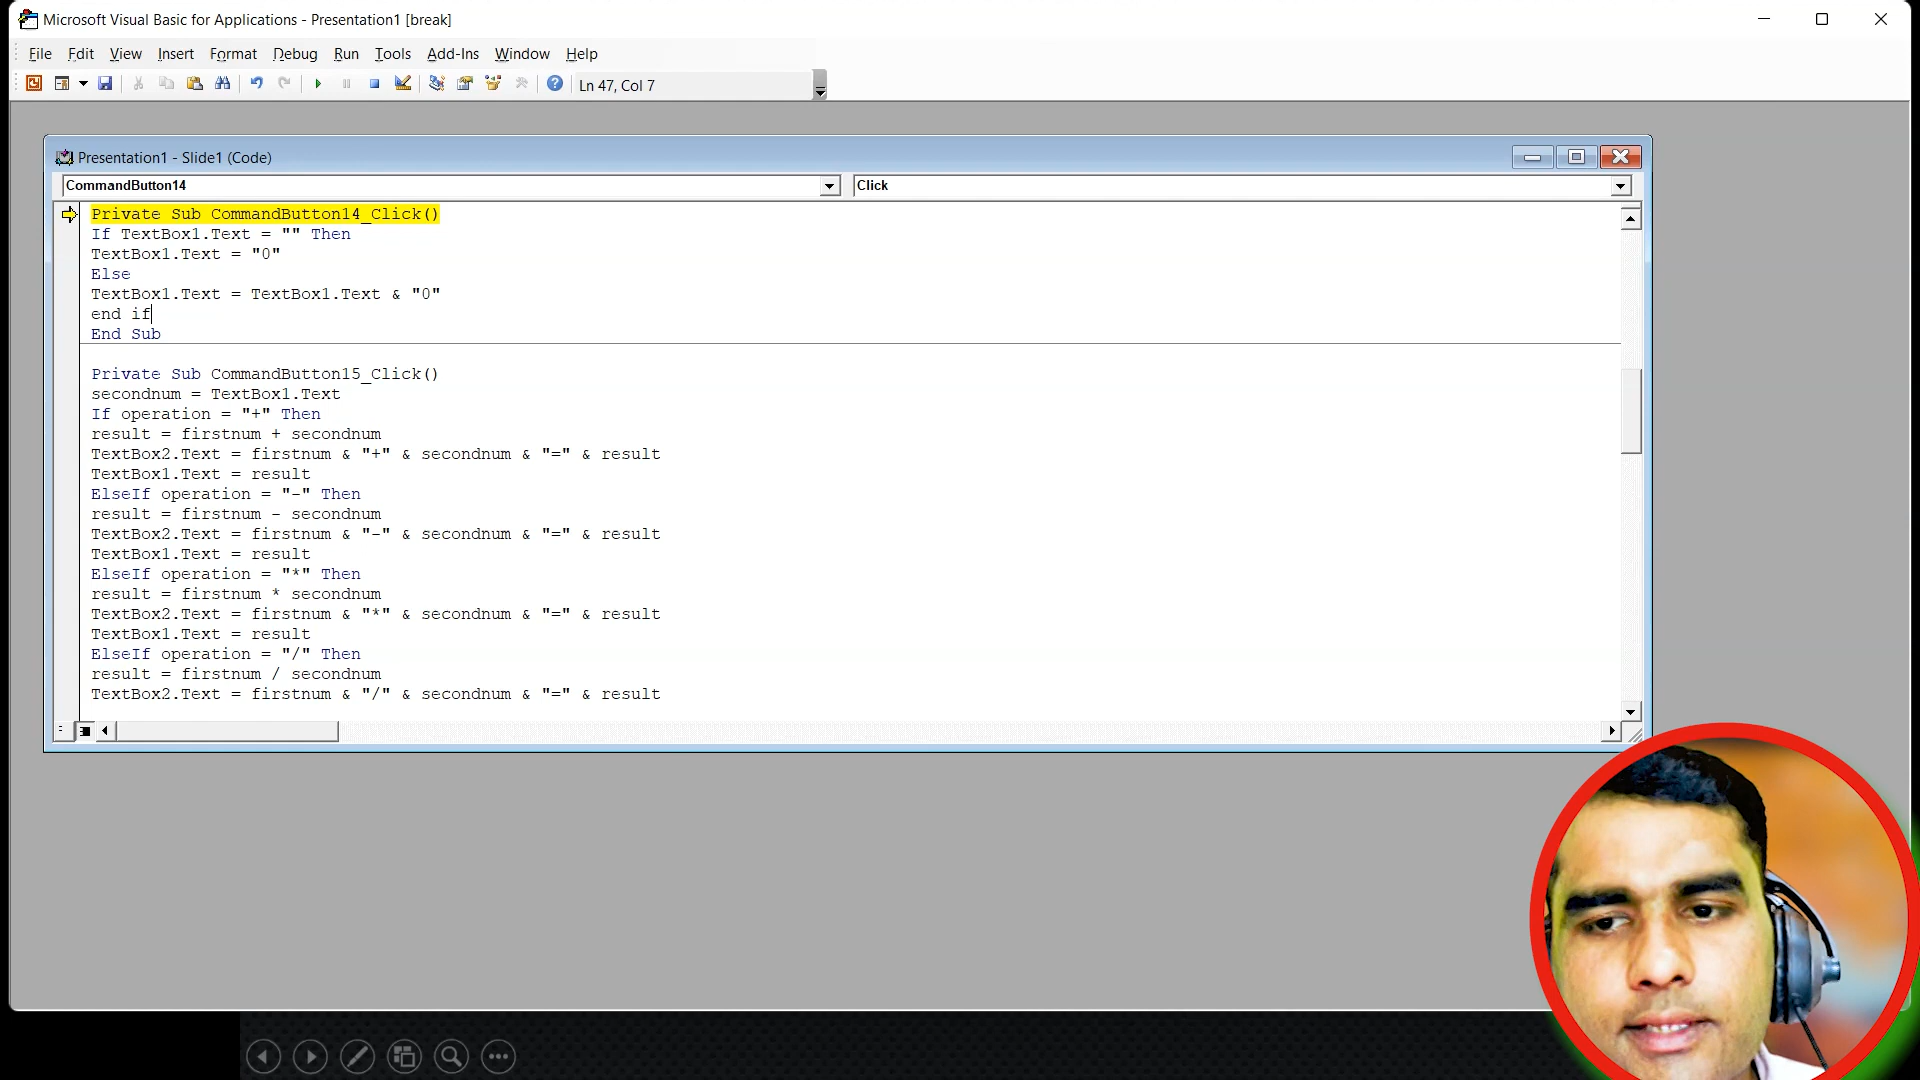 Microsoft Visual Basic for Applications - Presentation1 [break]
File Edit View Insert Format Debug Run Tools Add-Ins Window Help
Ln 47, Col 7
Presentation1 - Slide1 (Code)
CommandButton14 Click
Private Sub CommandButton14_Click()
If TextBox1.Text = "" Then
TextBox1.Text = "0"
Else
TextBox1.Text = TextBox1.Text & "0"
end if
End Sub
Private Sub CommandButton15_Click()
secondnum = TextBox1.Text
If operation = "+" Then
result = firstnum + secondnum
TextBox2.Text = firstnum & "+" & secondnum & "=" & result
TextBox1.Text = result
ElseIf operation = "-" Then
result = firstnum - secondnum
TextBox2.Text = firstnum & "-" & secondnum & "=" & result
TextBox1.Text = result
ElseIf operation = "*" Then
result = firstnum * secondnum
TextBox2.Text = firstnum & "*" & secondnum & "=" & result
TextBox1.Text = result
ElseIf operation = "/" Then
result = firstnum / secondnum
TextBox2.Text = firstnum & "/" & secondnum & "=" & result